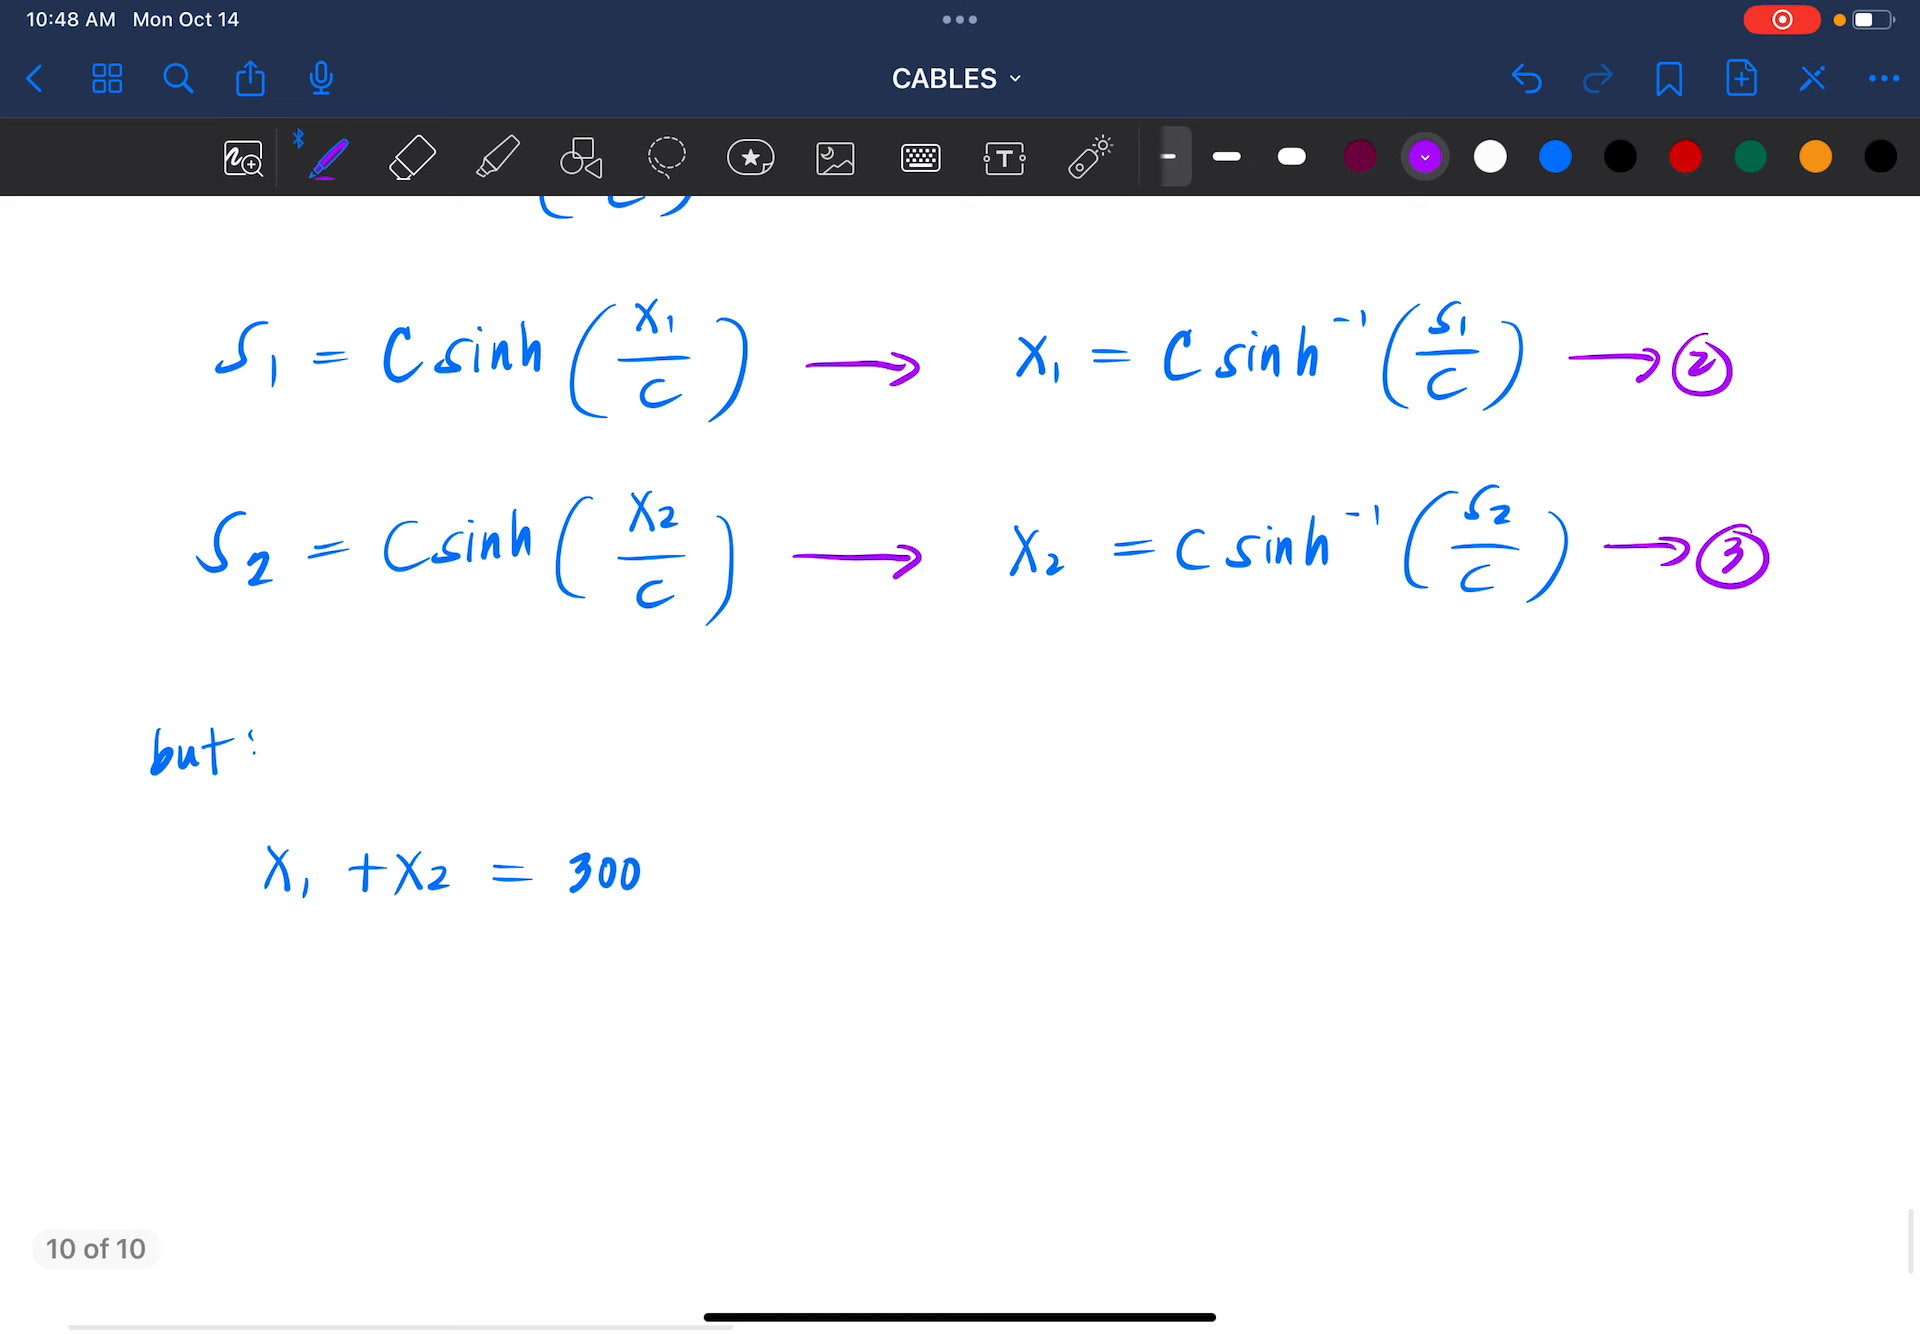 10:48 AM Mon Oct 14
CABLES
S₁ = C sinh (x₁/c) → x₁ = C sinh⁻¹ (S₁/c) → ②
S₂ = C sinh (x₂/c) → x₂ = C sinh⁻¹ (S₂/c) → ③
but:
x₁ + x₂ = 300
10 of 10